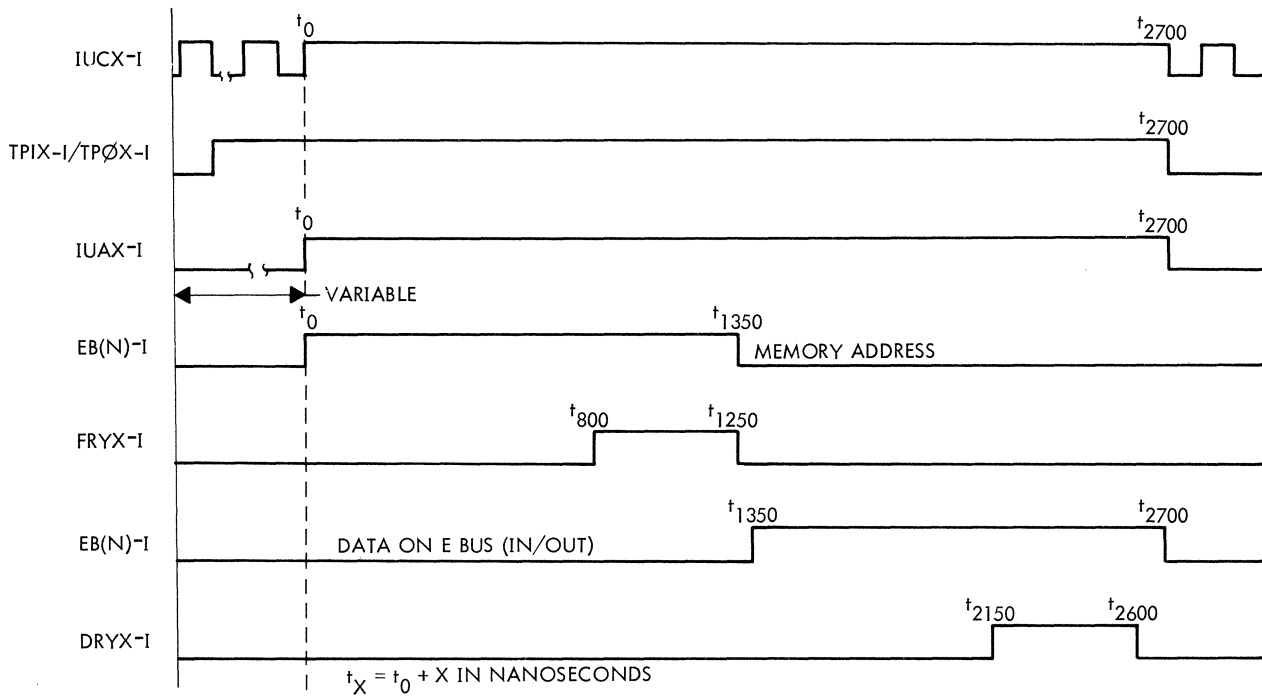 t0 t2700
IUCX-I
t2700
TPIX-I/TPØX-I
t0 t2700
IUAX-I
VARIABLE
t0 t1350
EB(N)-I MEMORY ADDRESS
t800 t1250
FRYX-I
t1350 t2700
EB(N)-I DATA ON E BUS (IN/OUT)
t2150 t2600
DRYX-I
tX = t0 + X IN NANOSECONDS